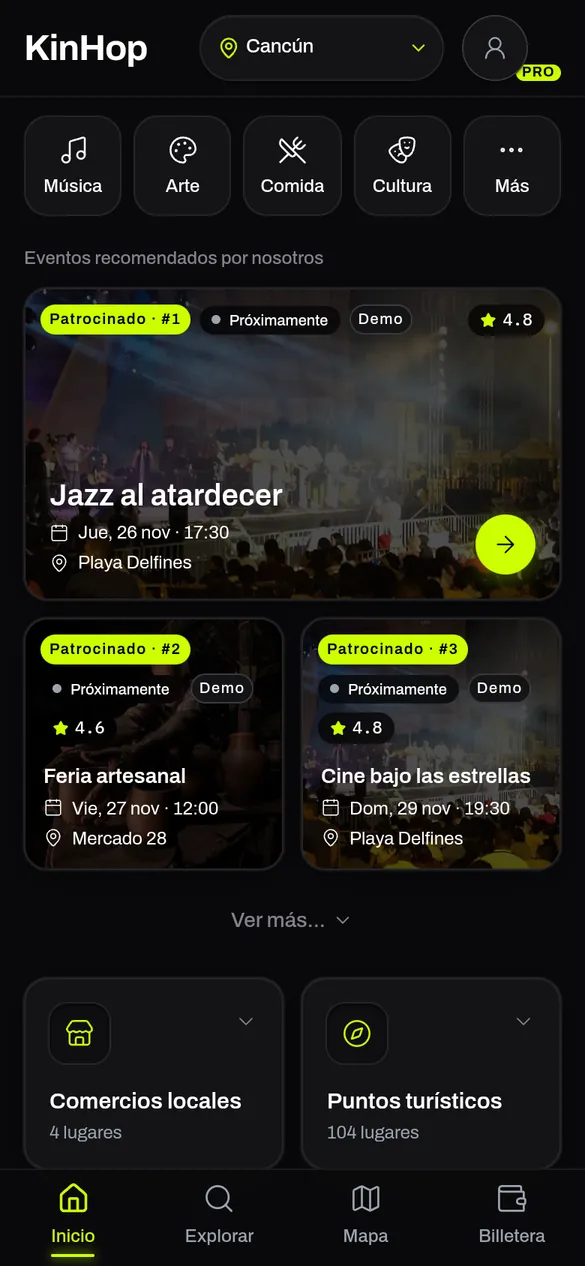 KinHop
Cancún
PRO
Música
Arte
Comida
Cultura
Más
Eventos recomendados por nosotros
Patrocinado · #1
Próximamente
Demo
4.8
Jazz al atardecer
Jue, 26 nov · 17:30
Playa Delfines
Patrocinado · #2
Próximamente
Demo
4.6
Feria artesanal
Vie, 27 nov · 12:00
Mercado 28
Patrocinado · #3
Próximamente
Demo
4.8
Cine bajo las estrellas
Dom, 29 nov · 19:30
Playa Delfines
Ver más...
Comercios locales
4 lugares
Puntos turísticos
104 lugares
Inicio
Explorar
Mapa
Billetera